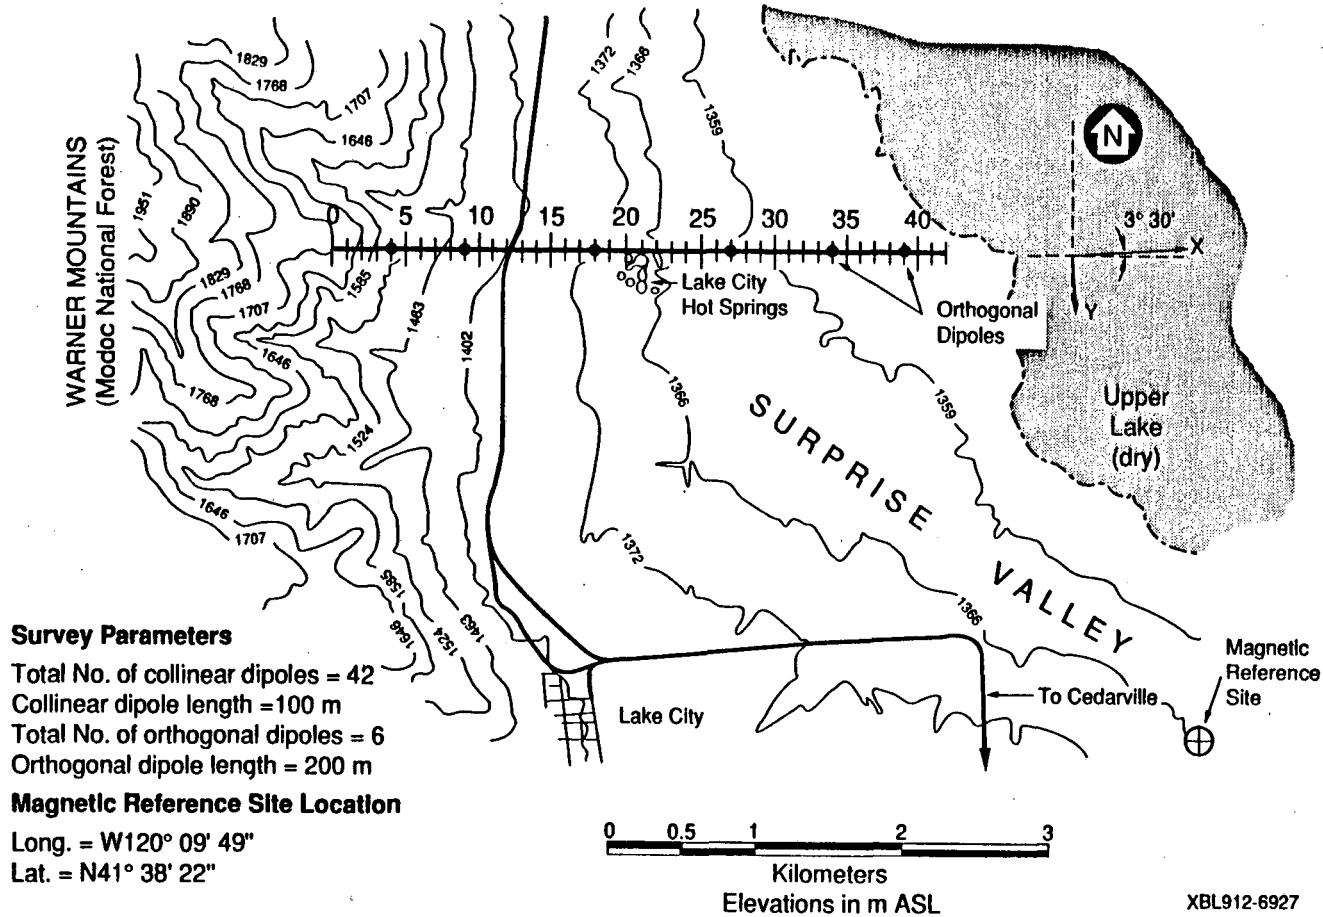 1829
1768
1707
1646
1951
1890
1829
1768
1707
1585
1646
1768
1524
1463
1402
1646
1707
1585
1646
1524
1463
1372
1366
1359
1366
1359
1372
1366
WARNER MOUNTAINS
(Modoc National Forest)
0 5 10 15 20 25 30 35 40
N
3° 30'
X
Y
Lake City
Hot Springs
Orthogonal
Dipoles
Upper
Lake
(dry)
SURPRISE
VALLEY
Magnetic
Reference
Site
To Cedarville
Lake City
Survey Parameters
Total No. of collinear dipoles = 42
Collinear dipole length =100 m
Total No. of orthogonal dipoles = 6
Orthogonal dipole length = 200 m
Magnetic Reference Site Location
Long. = W120° 09' 49"
Lat. = N41° 38' 22"
0 0.5 1 2 3
Kilometers
Elevations in m ASL
XBL912-6927